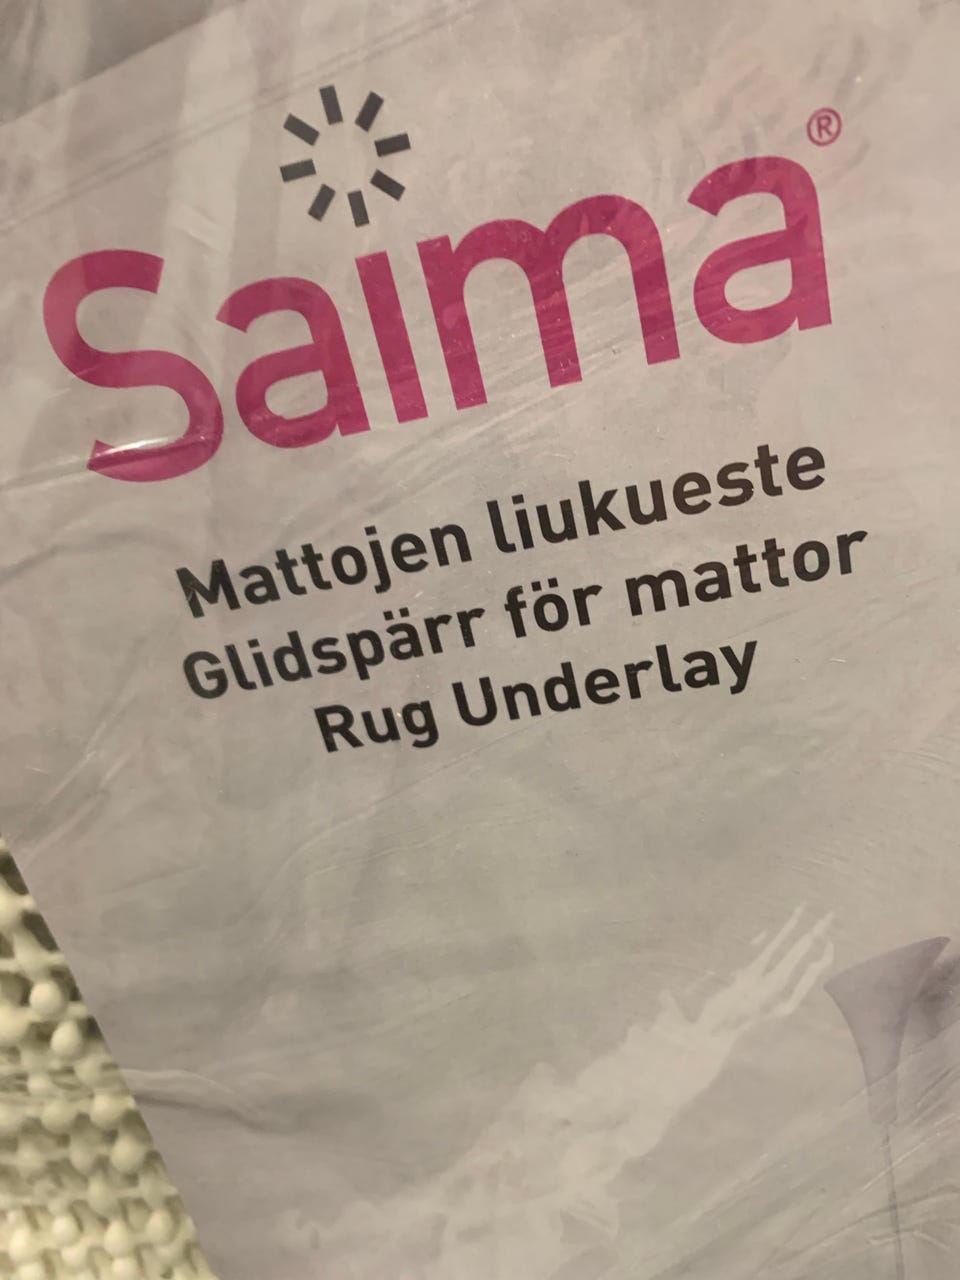 Saima®
Mattojen liukueste
Glidspärr för mattor
Rug Underlay